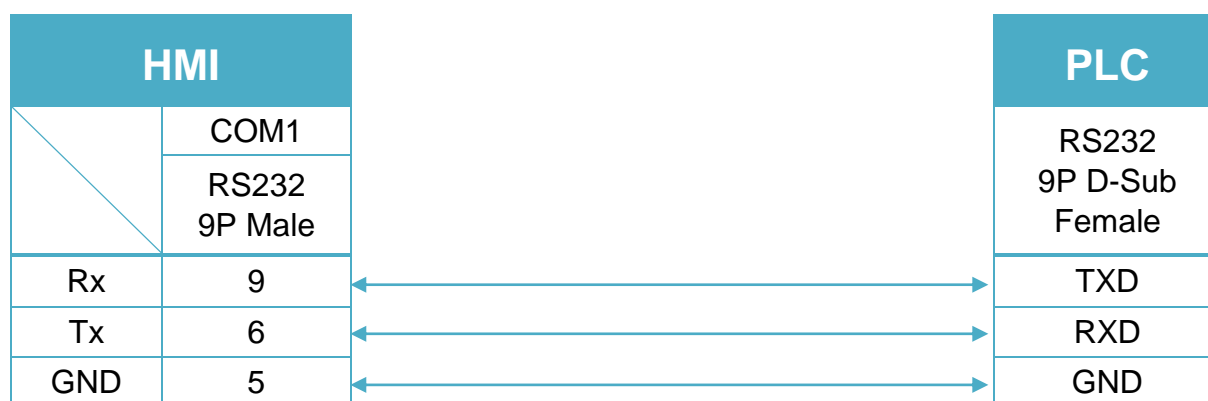 HMI
PLC
COM1
RS232
9P Male
RS232
9P D-Sub
Female
Rx 9 TXD
Tx 6 RXD
GND 5 GND